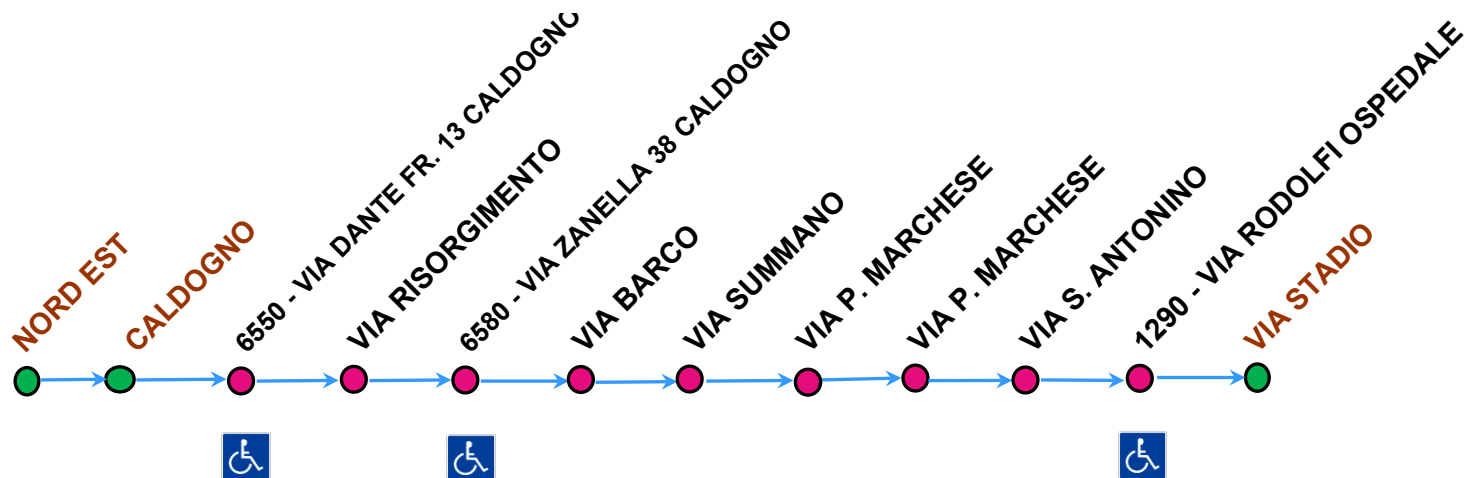 NORD EST
CALDOGNO
6550 - VIA DANTE FR. 13 CALDOGNO
VIA RISORGIMENTO
6580 - VIA ZANELLA 38 CALDOGNO
VIA BARCO
VIA SUMMANO
VIA P. MARCHESE
VIA P. MARCHESE
VIA S. ANTONINO
1290 - VIA RODOLFI OSPEDALE
VIA STADIO